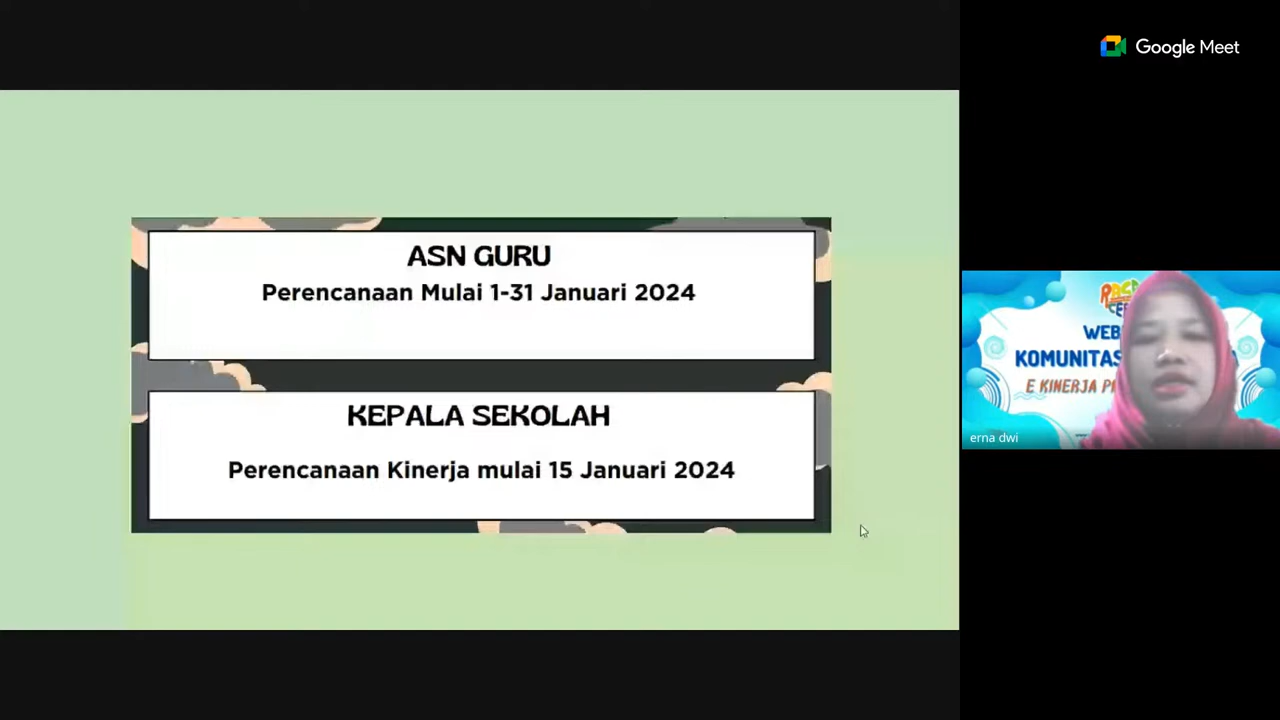 Google Meet
ASN GURU
Perencanaan Mulai 1-31 Januari 2024
KEPALA SEKOLAH
Perencanaan Kinerja mulai 15 Januari 2024
KOMUNITAS
E KINERJA
erna dwi